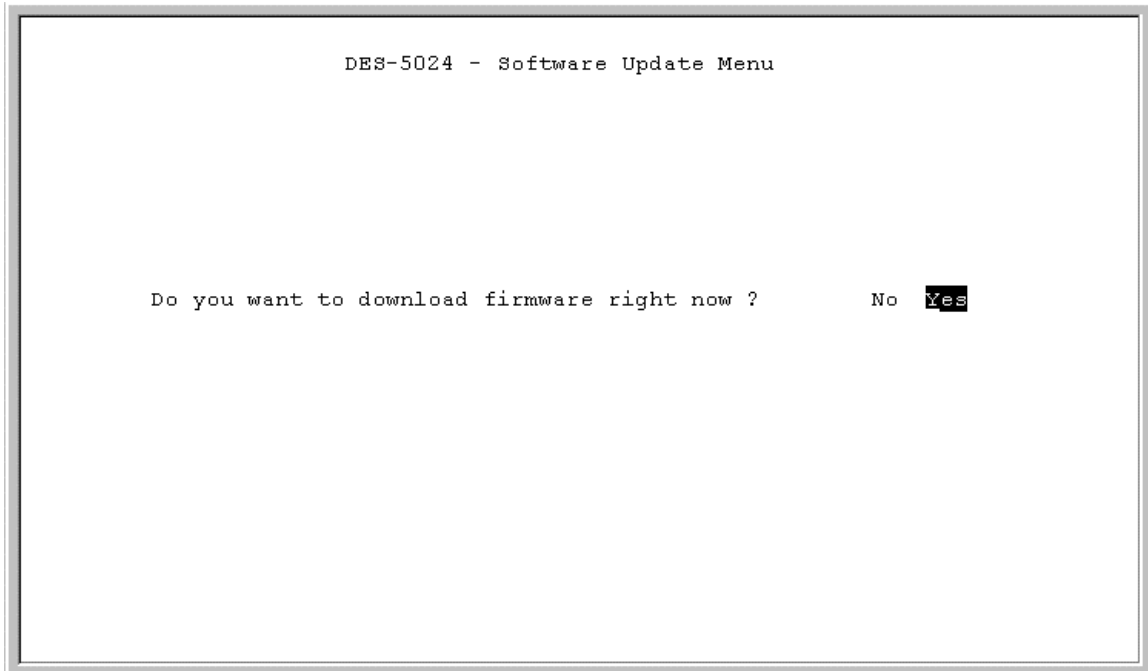 DES-5024 - Software Update Menu
Do you want to download firmware right now ? No Yes